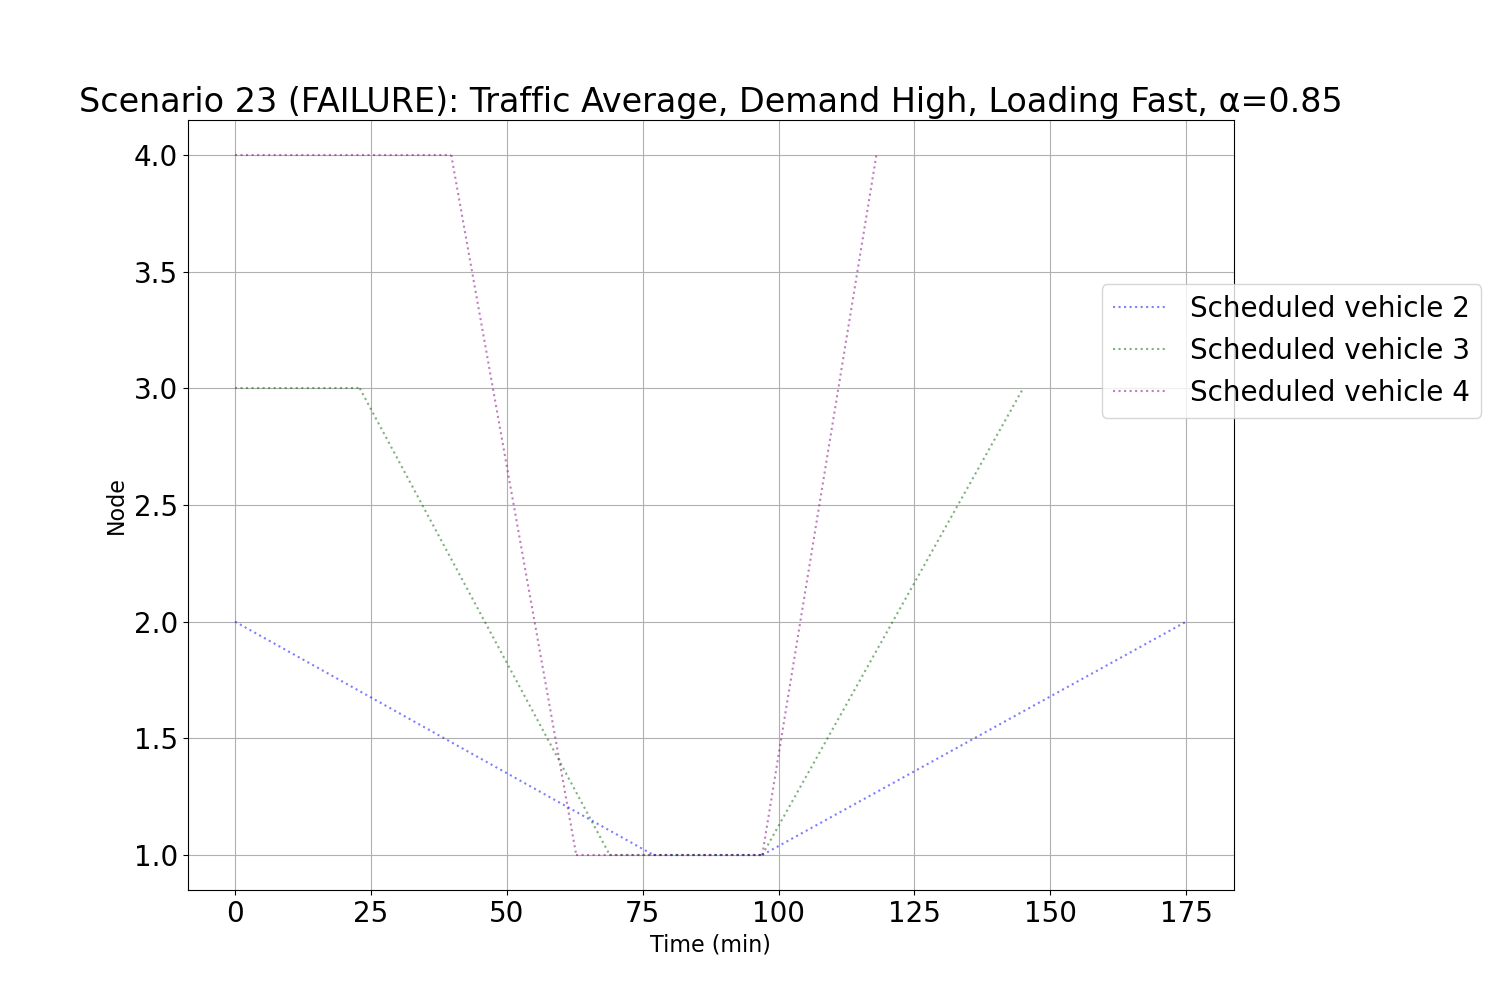 Scenario 23 (FAILURE): Traffic Average, Demand High, Loading Fast, α=0.85
4.0
3.5
3.0
2.5
2.0
1.5
1.0
Node
0 25 50 75 100 125 150 175
Time (min)
Scheduled vehicle 2
Scheduled vehicle 3
Scheduled vehicle 4